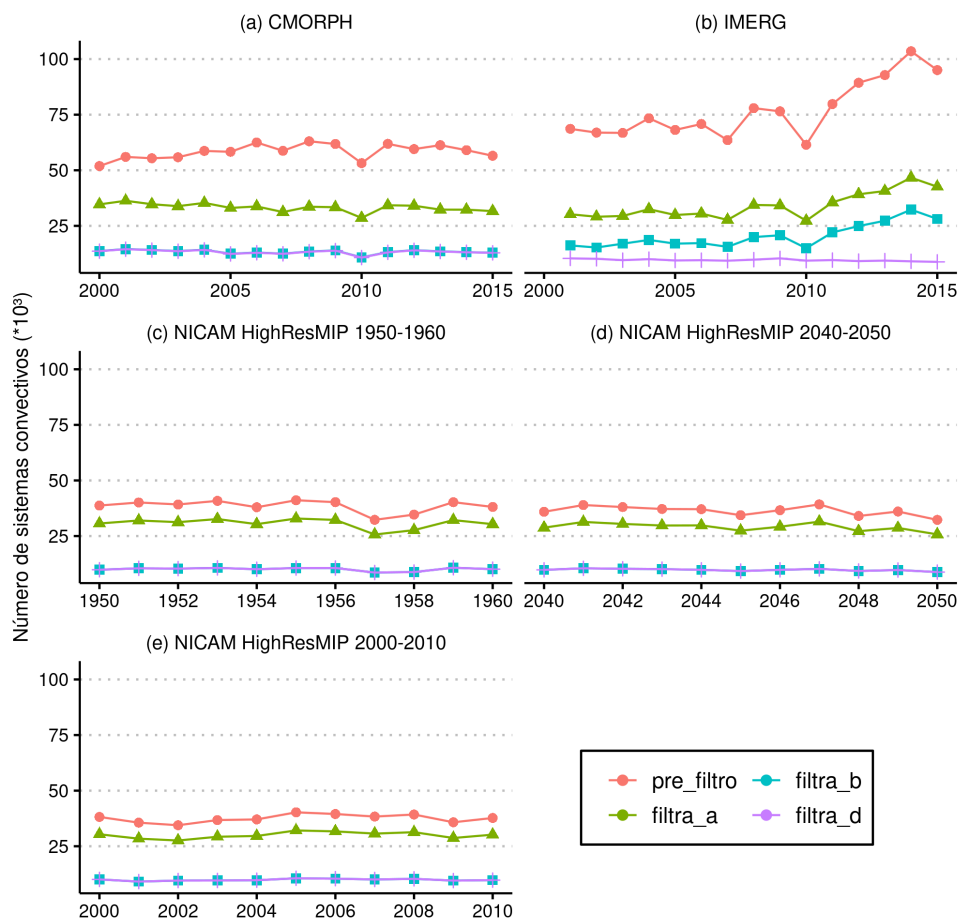 (a) CMORPH
(b) IMERG
100
75
50
25
2000 2005 2010 2015
2000 2005 2010 2015
Número de sistemas convectivos (*10³)
(c) NICAM HighResMIP 1950-1960
(d) NICAM HighResMIP 2040-2050
100
75
50
25
1950 1952 1954 1956 1958 1960
2040 2042 2044 2046 2048 2050
(e) NICAM HighResMIP 2000-2010
100
75
50
25
2000 2002 2004 2006 2008 2010
pre_filtro filtra_b
filtra_a filtra_d